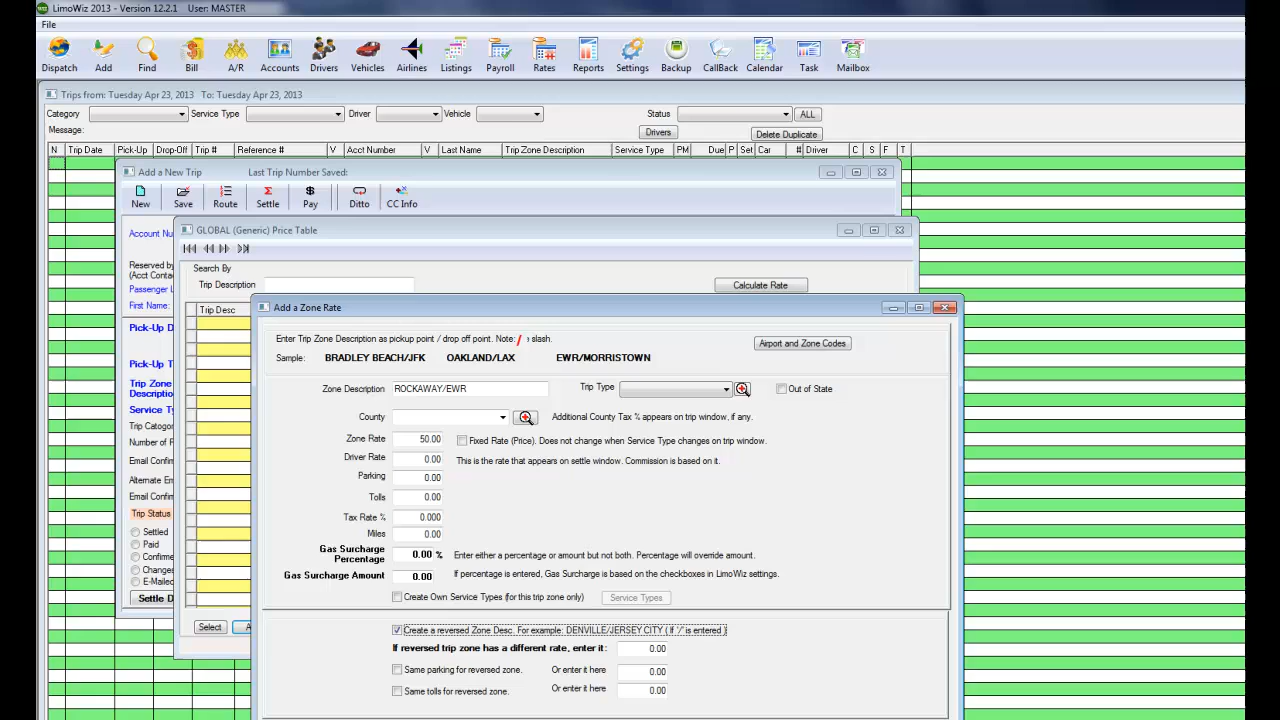 LimoWiz 2013 - Version 12.2.1 User: MASTER
File
Dispatch Add Find Bill A/R Accounts Drivers Vehicles Airlines Listings Payroll Rates Reports Settings Backup CallBack Calendar Task Mailbox
Trips from: Tuesday Apr 23, 2013 To: Tuesday Apr 23, 2013
Category Service Type Driver Vehicle Status ALL
Message: Drivers Delete Duplicate
N Trip Date Pick-Up Drop-Off Trip # Reference # V Acct Number V Last Name Trip Zone Description Service Type PM Due P Set Car # Driver C S F T
Add a New Trip Last Trip Number Saved:
New Save Route Settle Pay Ditto CC Info
Account Nu
GLOBAL (Generic) Price Table
Reserved by
(Acct Contac
Passenger L
First Name:
Pick-Up D
Pick-Up T
Trip Zone
Description
Service Ty
Trip Catego
Number of P
Email Confirm
Alternate Em
Email Confirm
Trip Status
Settled
Paid
Confirme
Changes
E-Mailed
Settle D
Search By
Trip Description
Calculate Rate
Trip Desc
Select A
Add a Zone Rate
Enter Trip Zone Description as pickup point / drop off point. Note: / slash.
Airport and Zone Codes
Sample: BRADLEY BEACH/JFK OAKLAND/LAX EWR/MORRISTOWN
Zone Description ROCKAWAY/EWR Trip Type Out of State
County Additional County Tax % appears on trip window, if any.
Zone Rate 50.00 Fixed Rate (Price). Does not change when Service Type changes on trip window.
Driver Rate 0.00 This is the rate that appears on settle window. Commission is based on it.
Parking 0.00
Tolls 0.00
Tax Rate % 0.000
Miles 0.00
Gas Surcharge
Percentage 0.00 % Enter either a percentage or amount but not both. Percentage will override amount.
Gas Surcharge Amount 0.00 If percentage is entered, Gas Surcharge is based on the checkboxes in LimoWiz settings.
Create Own Service Types (for this trip zone only) Service Types
Create a reversed Zone Desc. For example: DENVILLE/JERSEY CITY ( If '/' is entered )
If reversed trip zone has a different rate, enter it: 0.00
Same parking for reversed zone. Or enter it here 0.00
Same tolls for reversed zone. Or enter it here 0.00